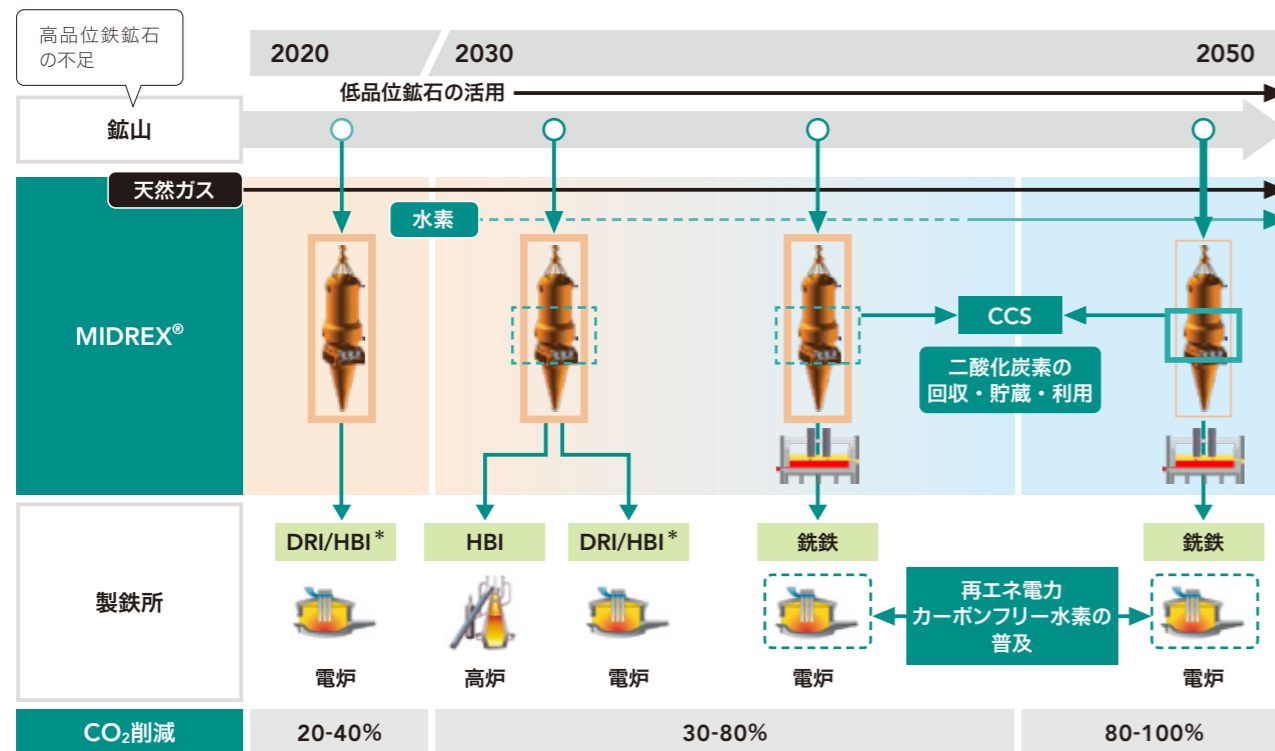 高品位鉄鉱石
の不足
2020
2030
2050
低品位鉱石の活用
鉱山
天然ガス
水素
MIDREX®
CCS
二酸化炭素の
回収・貯蔵・利用
DRI/HBI*
HBI
DRI/HBI*
銑鉄
銑鉄
製鉄所
再エネ電力
カーボンフリー水素の
普及
電炉
高炉
電炉
電炉
電炉
CO₂削減
20-40%
30-80%
80-100%